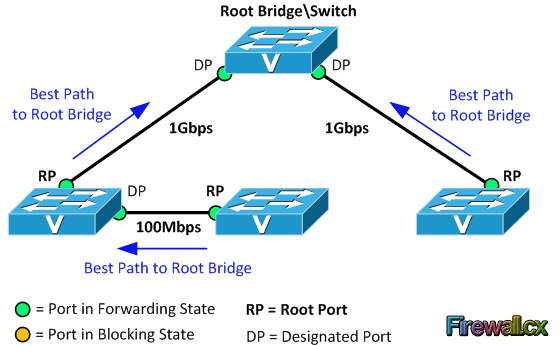 Root Bridge\Switch
DP
DP
V
Best Path
to Root Bridge
Best Path
to Root Bridge
1Gbps
1Gbps
RP
DP
RP
RP
V
V
V
100Mbps
Best Path to Root Bridge
= Port in Forwarding State
RP = Root Port
= Port in Blocking State
DP = Designated Port
Firewall.cx